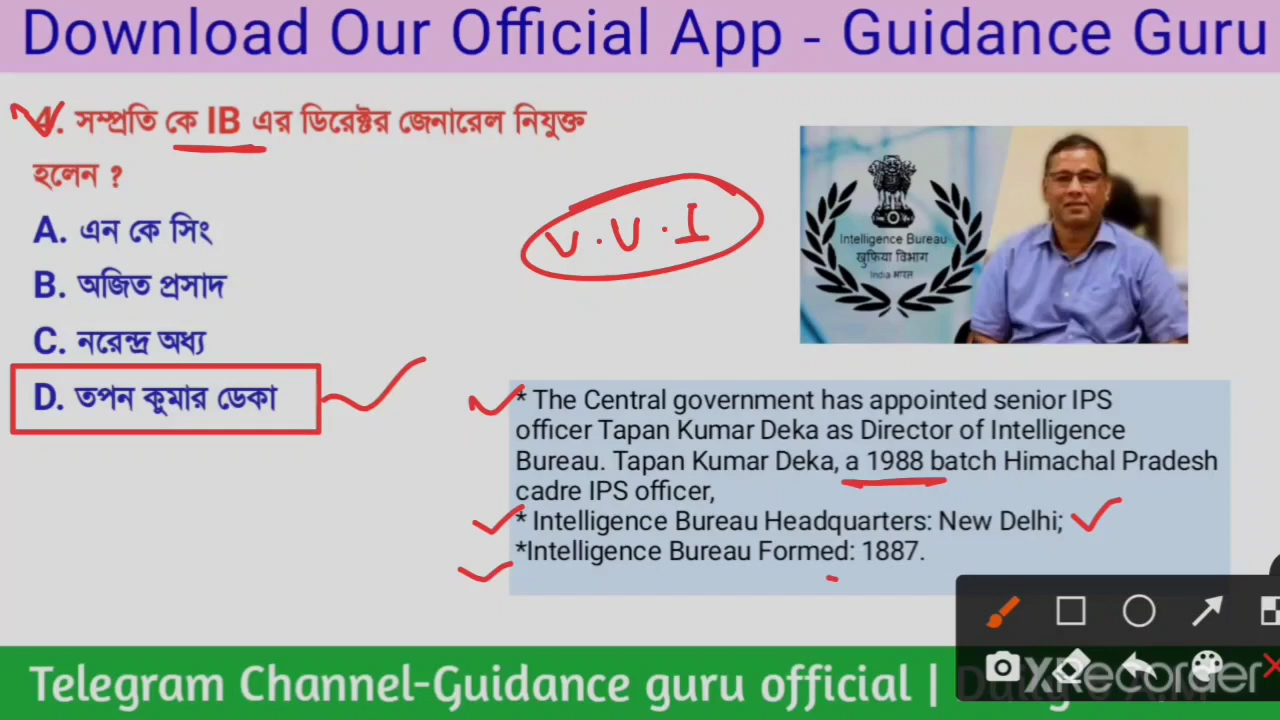 Download Our Official App - Guidance Guru
4. সম্প্রতি কে IB এর ডিরেক্টর জেনারেল নিযুক্ত
হলেন ?
A. এন কে সিং
B. অজিত প্রসাদ
C. নরেন্দ্র অধ্য
D. তপন কুমার ডেকা
V.V.I
Intelligence Bureau
खुफिया विभाग
India भारत
* The Central government has appointed senior IPS
officer Tapan Kumar Deka as Director of Intelligence
Bureau. Tapan Kumar Deka, a 1988 batch Himachal Pradesh
cadre IPS officer,
* Intelligence Bureau Headquarters: New Delhi;
*Intelligence Bureau Formed: 1887.
Telegram Channel-Guidance guru official |
XRecorder